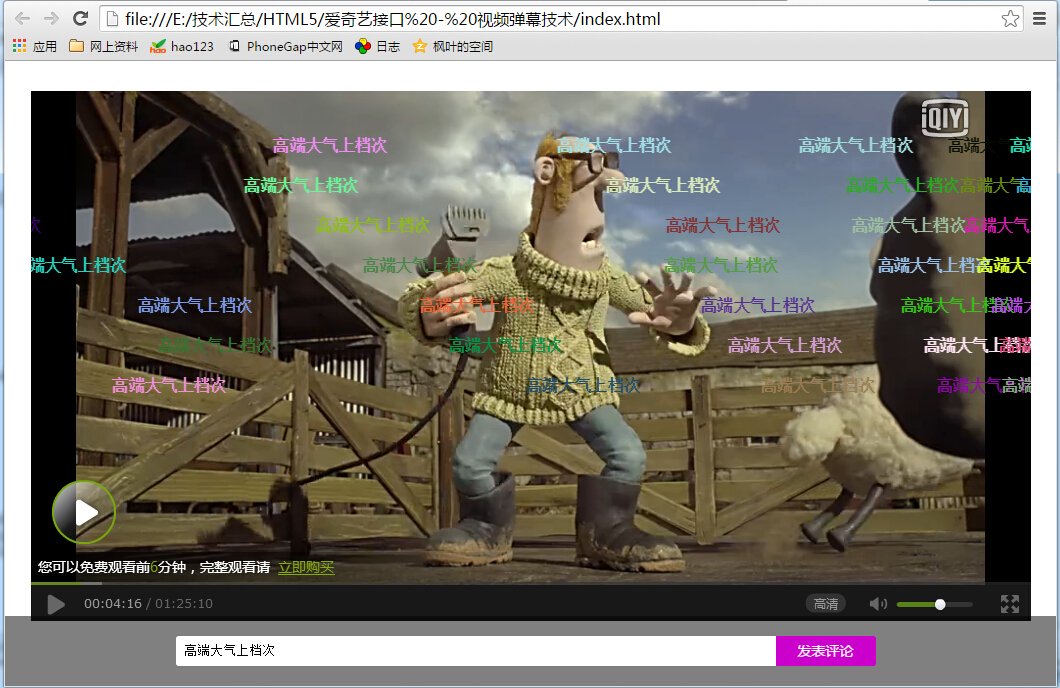 file:///E:/技术汇总/HTML5/爱奇艺接口%20-%20视频弹幕技术/index.html
应用 网上资料 hao123 PhoneGap中文网 日志 枫叶的空间
iQIYI
高端大气上档次 高端大气上档次 高端大气上档次 高端 高
高端大气上档次 高端大气上档次 高端大气上档次 高端大气 高
次 高端大气上档次 高端大气上档次 高端大气上档次 高端大气
端大气上档次 高端大气上档次 高端大气上档次 高端大气 高端大气
高端大气上档次 高端大气上档次 高端大气上档次 高端大气上 高端大
高端大气上档次 高端大气上档次 高端大气上档次 高端大气上
高端大气上档次 高端大气上档次 高端大气上档次 高端大气 高端
您可以免费观看前6分钟，完整观看请 立即购买
00:04:16 / 01:25:10 高清
高端大气上档次 发表评论